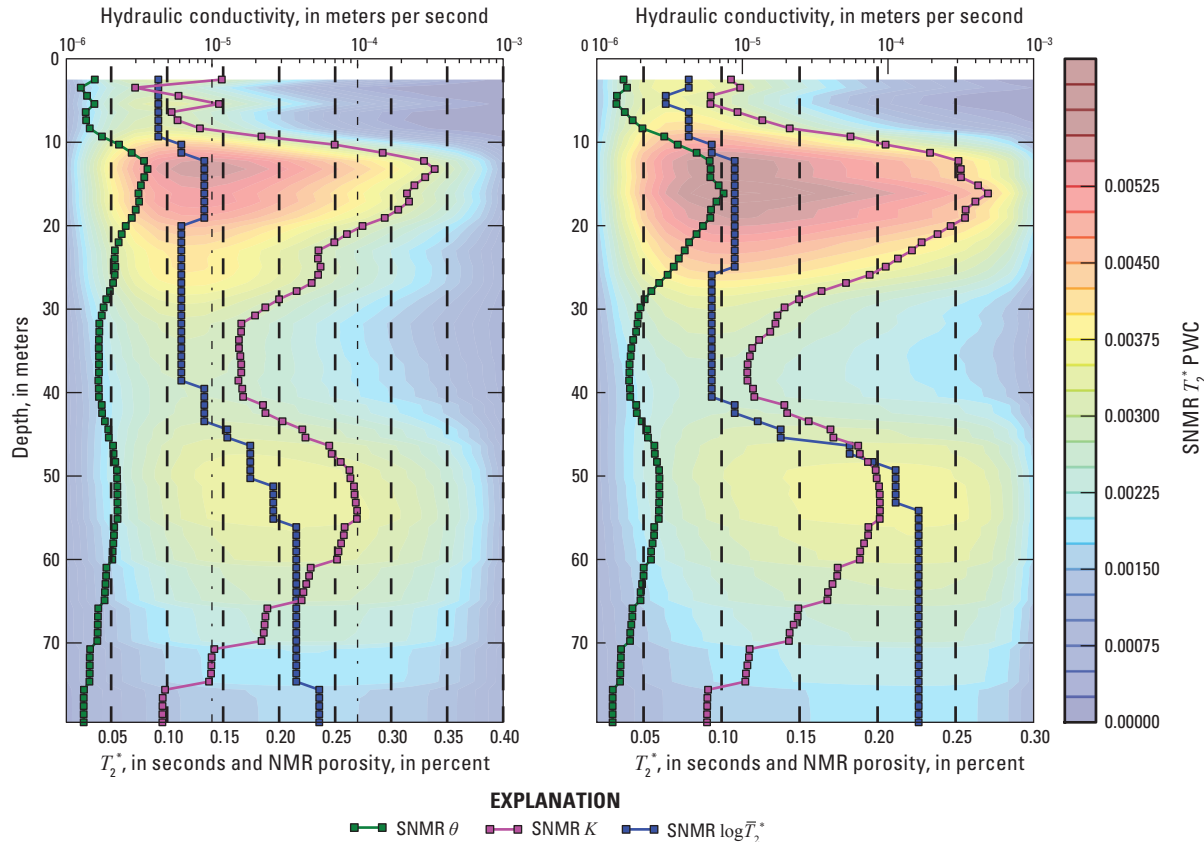 Hydraulic conductivity, in meters per second
Hydraulic conductivity, in meters per second
10⁻⁶ 10⁻⁵ 10⁻⁴ 10⁻³
0 10⁻⁶ 10⁻⁵ 10⁻⁴ 10⁻³
0
10
20
30
40
50
60
70
Depth, in meters
0.05 0.10 0.15 0.20 0.25 0.30 0.35 0.40
T₂*, in seconds and NMR porosity, in percent
10
20
30
40
50
60
70
0.05 0.10 0.15 0.20 0.25 0.30
T₂*, in seconds and NMR porosity, in percent
0.00525
0.00450
0.00375
0.00300
0.00225
0.00150
0.00075
0.00000
SNMR T₂* PWC
EXPLANATION
SNMR θ SNMR K SNMR log T̅₂*